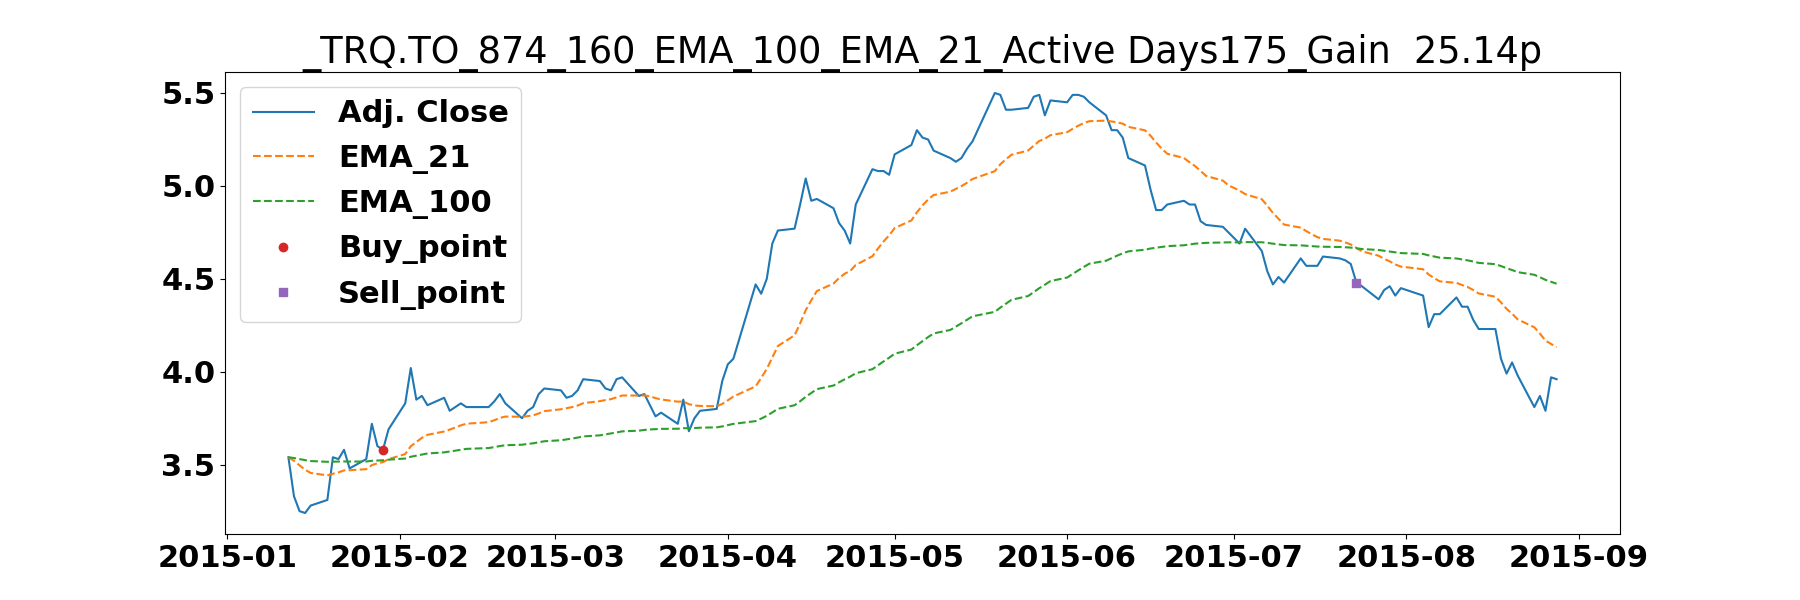 _TRQ.TO_874_160_EMA_100_EMA_21_Active Days175_Gain  25.14p
5.5
5.0
4.5
4.0
3.5
Adj. Close
EMA_21
EMA_100
Buy_point
Sell_point
2015-01 2015-02 2015-03 2015-04 2015-05 2015-06 2015-07 2015-08 2015-09